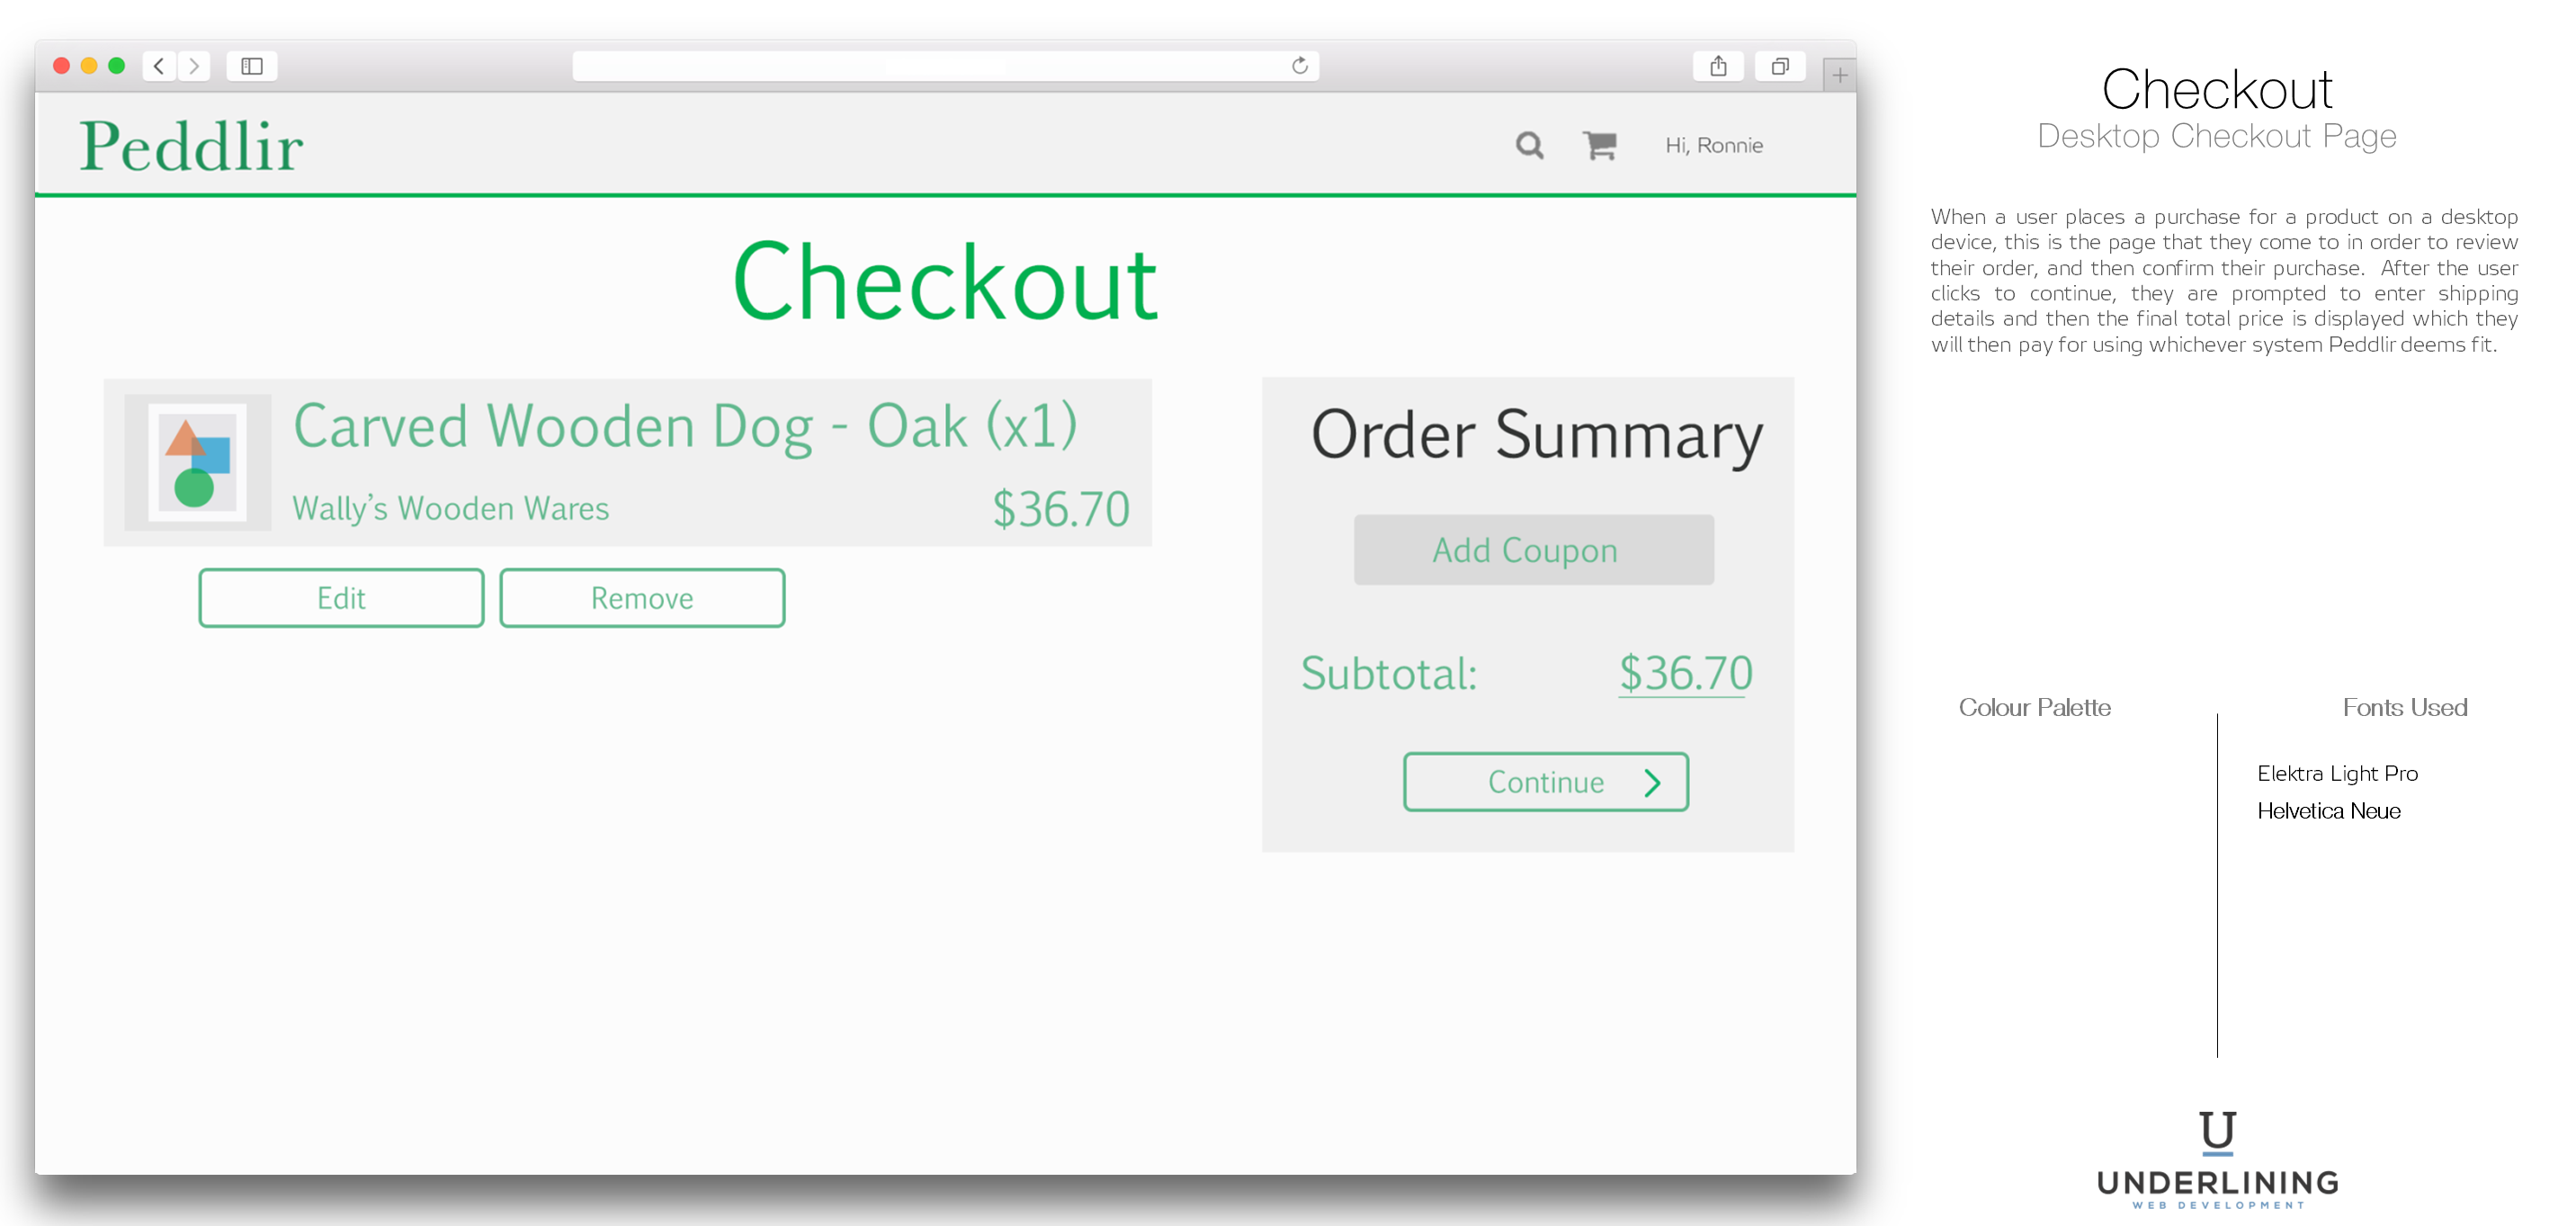 Peddlir
Hi, Ronnie
Checkout
Carved Wooden Dog - Oak (x1)
Wally's Wooden Wares
$36.70
Edit
Remove
Order Summary
Add Coupon
Subtotal:
$36.70
Continue
Checkout
Desktop Checkout Page
When a user places a purchase for a product on a desktop
device, this is the page that they come to in order to review
their order, and then confirm their purchase. After the user
clicks to continue, they are prompted to enter shipping
details and then the final total price is displayed which they
will then pay for using whichever system Peddlir deems fit.
Colour Palette
Fonts Used
Elektra Light Pro
Helvetica Neue
U
UNDERLINING
WEB DEVELOPMENT